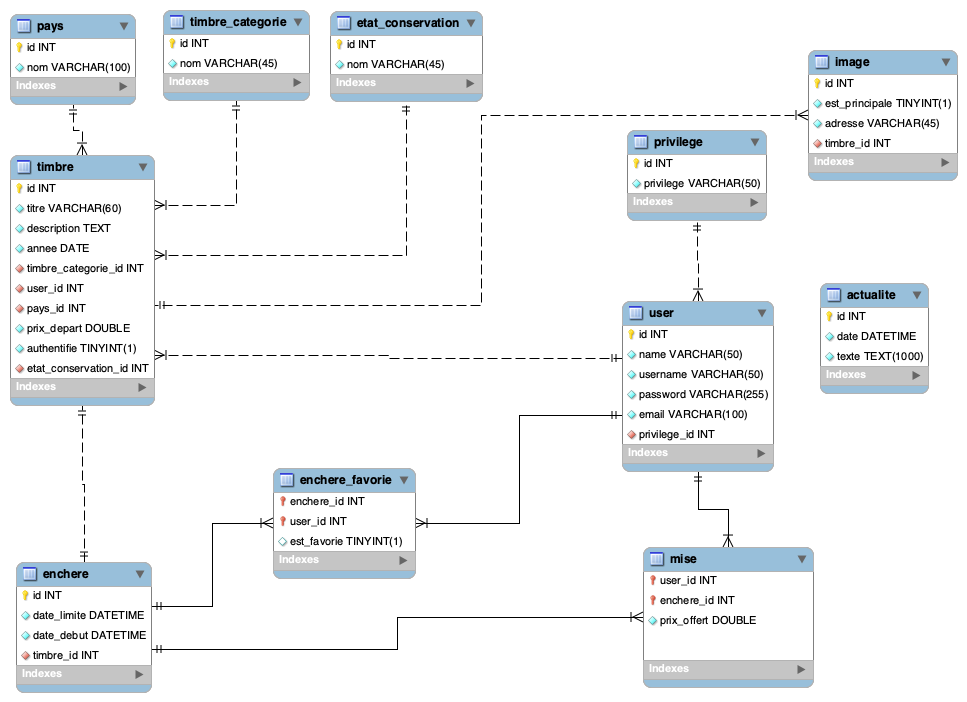 pays
id INT
nom VARCHAR(100)
Indexes
timbre_categorie
id INT
nom VARCHAR(45)
Indexes
etat_conservation
id INT
nom VARCHAR(45)
Indexes
image
id INT
est_principale TINYINT(1)
adresse VARCHAR(45)
timbre_id INT
Indexes
privilege
id INT
privilege VARCHAR(50)
Indexes
timbre
id INT
titre VARCHAR(60)
description TEXT
annee DATE
timbre_categorie_id INT
user_id INT
pays_id INT
prix_depart DOUBLE
authentifie TINYINT(1)
etat_conservation_id INT
Indexes
user
id INT
name VARCHAR(50)
username VARCHAR(50)
password VARCHAR(255)
email VARCHAR(100)
privilege_id INT
Indexes
actualite
id INT
date DATETIME
texte TEXT(1000)
Indexes
enchere_favorie
enchere_id INT
user_id INT
est_favorie TINYINT(1)
Indexes
enchere
id INT
date_limite DATETIME
date_debut DATETIME
timbre_id INT
Indexes
mise
user_id INT
enchere_id INT
prix_offert DOUBLE
Indexes